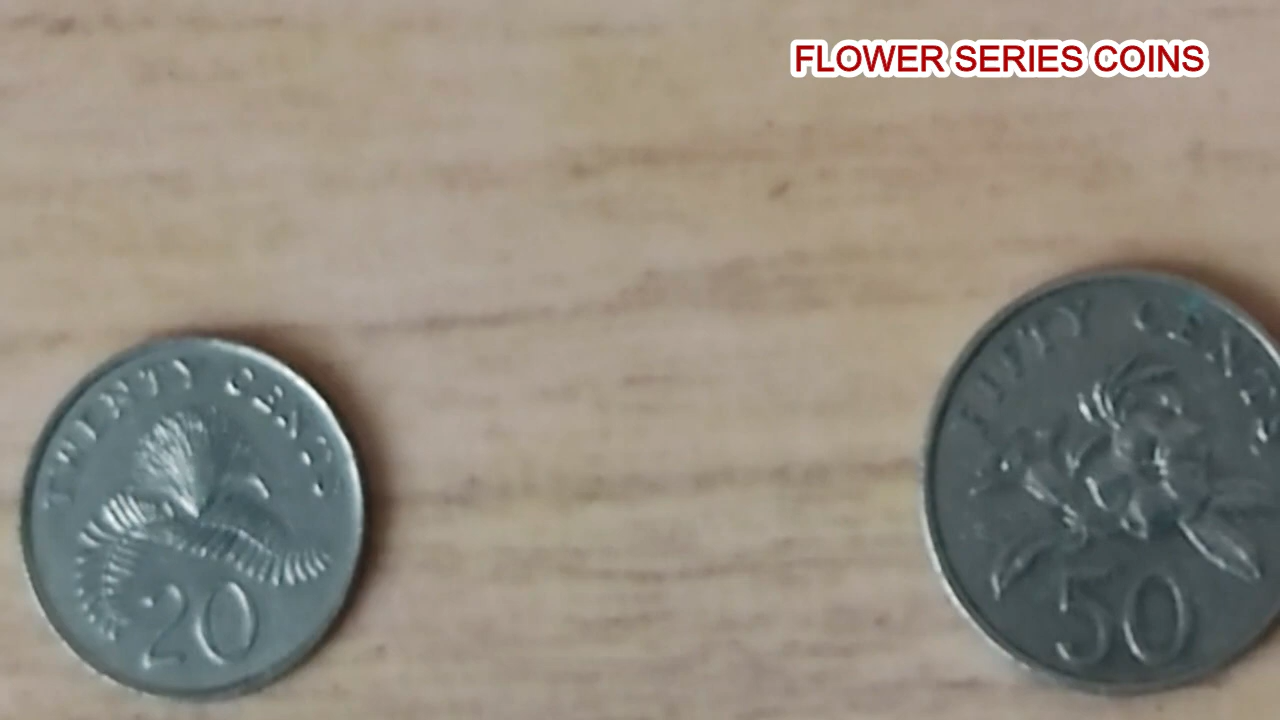 FLOWER SERIES COINS
TWENTY CENTS
20
FIFTY CENTS
50